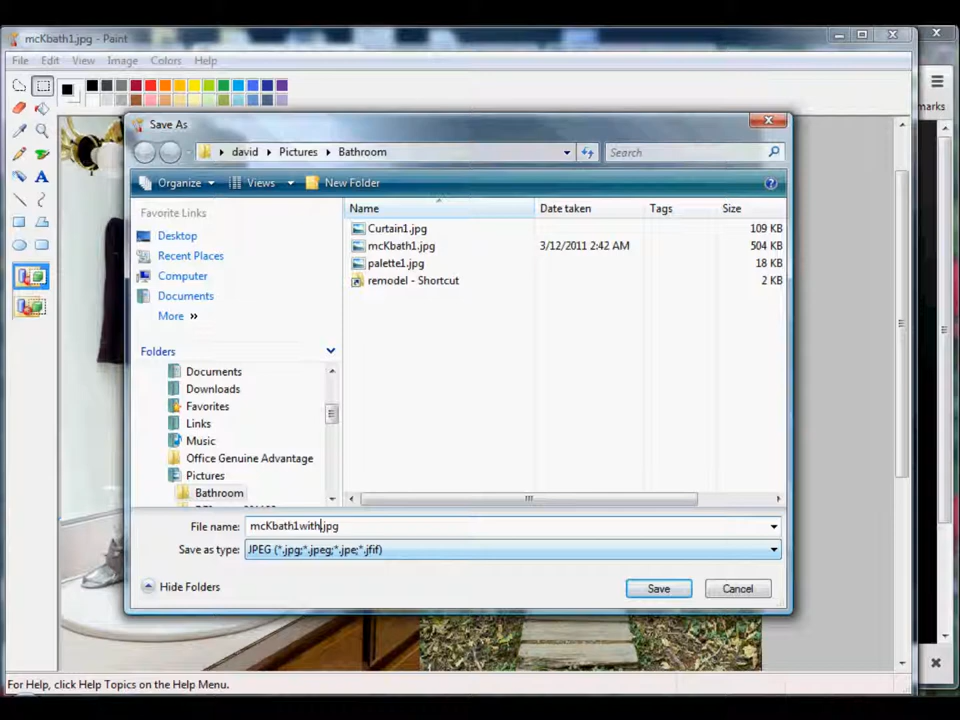 mcKbath1.jpg - Paint
File Edit View Image Colors Help
marks
Save As
david Pictures Bathroom
Search
Organize Views New Folder
Favorite Links
Desktop
Recent Places
Computer
Documents
More »
Folders
Documents
Downloads
Favorites
Links
Music
Office Genuine Advantage
Pictures
Bathroom
Name Date taken Tags Size
Curtain1.jpg 109 KB
mcKbath1.jpg 3/12/2011 2:42 AM 504 KB
palette1.jpg 18 KB
remodel - Shortcut 2 KB
File name: mcKbath1with.jpg
Save as type: JPEG (*.jpg;*.jpeg;*.jpe;*.jfif)
Hide Folders
Save Cancel
For Help, click Help Topics on the Help Menu.